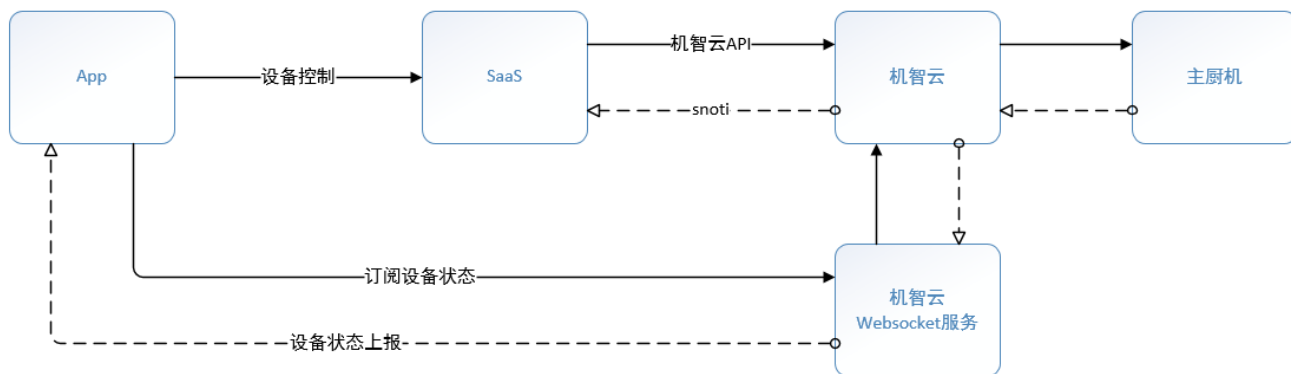 App
设备控制
SaaS
机智云API
snoti
机智云
主厨机
订阅设备状态
设备状态上报
机智云
Websocket服务